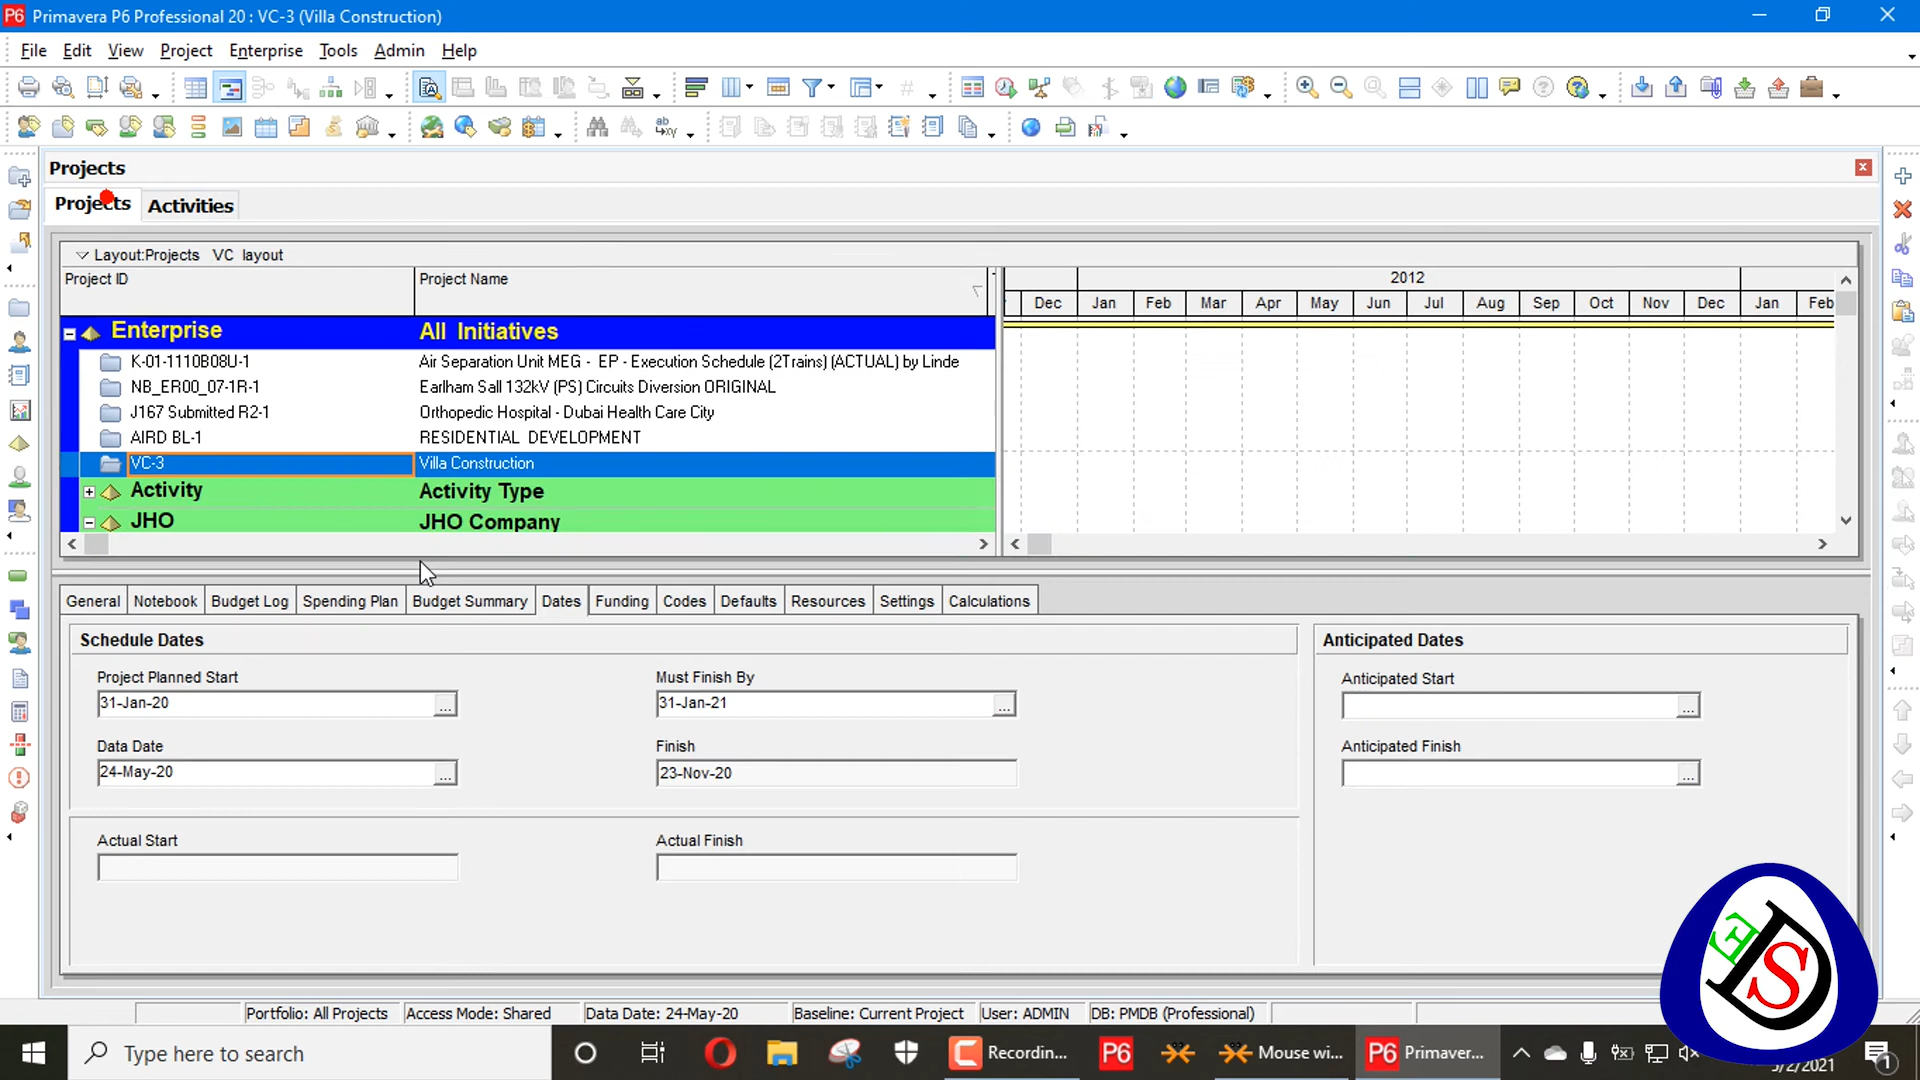 P6 Primavera P6 Professional 20 : VC-3 (Villa Construction)
File Edit View Project Enterprise Tools Admin Help
Projects
Projects Activities
Layout:Projects VC layout
Project ID Project Name
2012
Dec Jan Feb Mar Apr May Jun Jul Aug Sep Oct Nov Dec Jan Feb
Enterprise All Initiatives
K-01-1110B08U-1 Air Separation Unit MEG - EP - Execution Schedule (2Trains) (ACTUAL) by Linde
NB_ER00_07-1R-1 Earlham Sall 132kV (PS) Circuits Diversion ORIGINAL
J167 Submitted R2-1 Orthopedic Hospital - Dubai Health Care City
AIRD BL-1 RESIDENTIAL DEVELOPMENT
VC-3 Villa Construction
Activity Activity Type
JHO JHO Company
General Notebook Budget Log Spending Plan Budget Summary Dates Funding Codes Defaults Resources Settings Calculations
Schedule Dates Anticipated Dates
Project Planned Start Must Finish By Anticipated Start
31-Jan-20 ... 31-Jan-21 ... ...
Data Date Finish Anticipated Finish
24-May-20 ... 23-Nov-20 ...
Actual Start Actual Finish
E D S
Portfolio: All Projects Access Mode: Shared Data Date: 24-May-20 Baseline: Current Project User: ADMIN DB: PMDB (Professional)
Type here to search Recordin... P6 Mouse wi... P6 Primaver... 1
5/2/2021